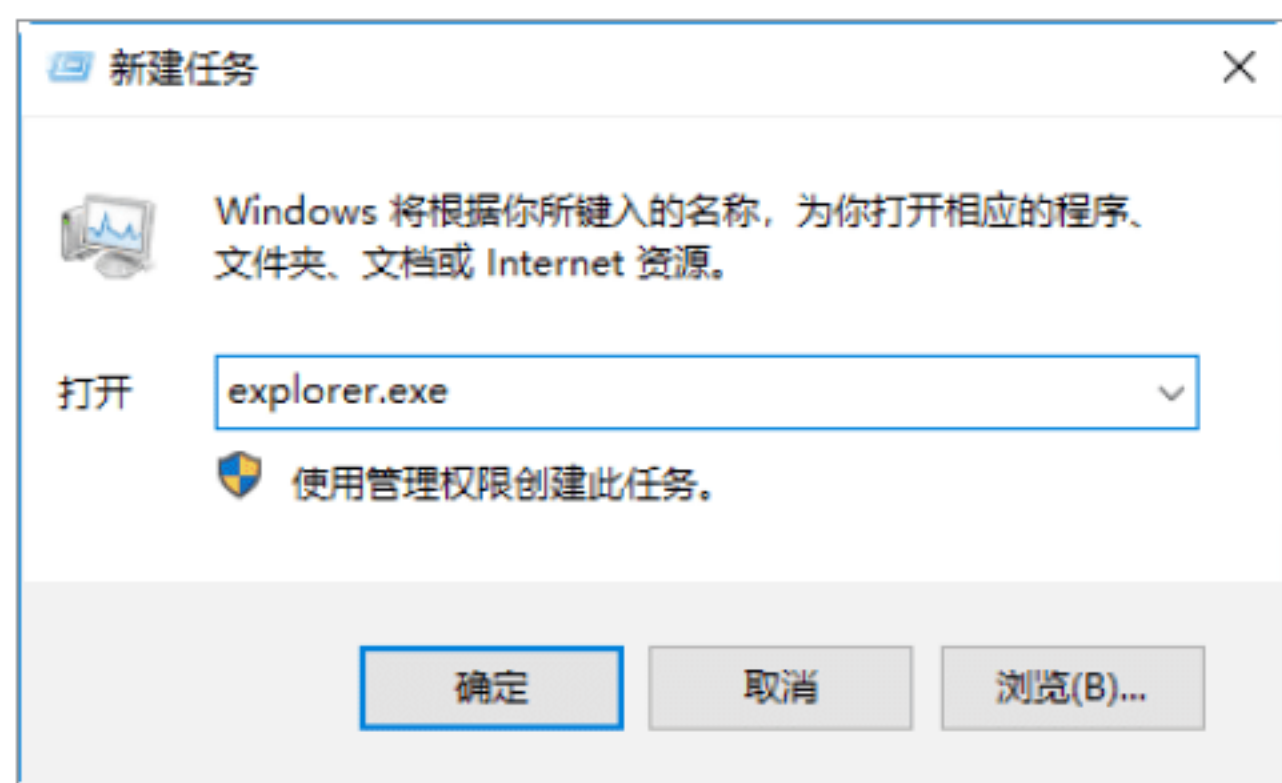 新建任务
Windows 将根据你所键入的名称，为你打开相应的程序、
文件夹、文档或 Internet 资源。
打开
explorer.exe
使用管理权限创建此任务。
确定
取消
浏览(B)...